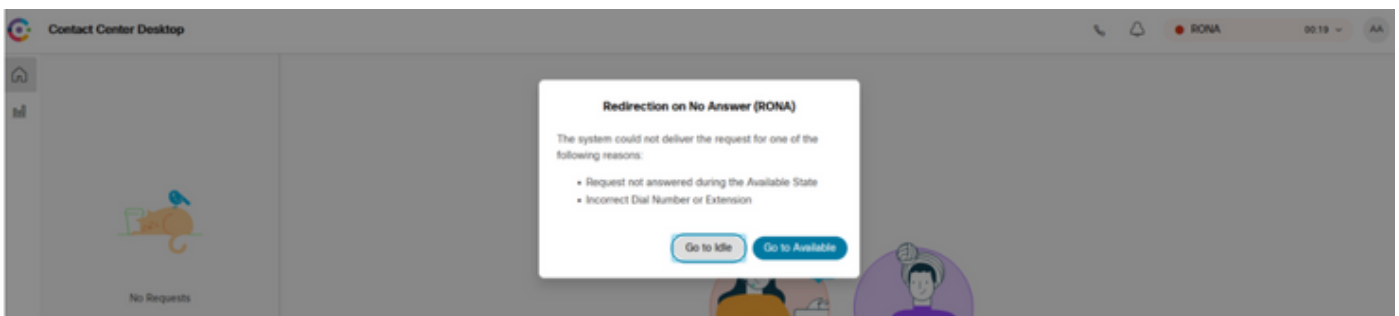 Contact Center Desktop
RONA
00:19
AA
Redirection on No Answer (RONA)
The system could not deliver the request for one of the
following reasons:
• Request not answered during the Available State
• Incorrect Dial Number or Extension
Go to Idle
Go to Available
No Requests